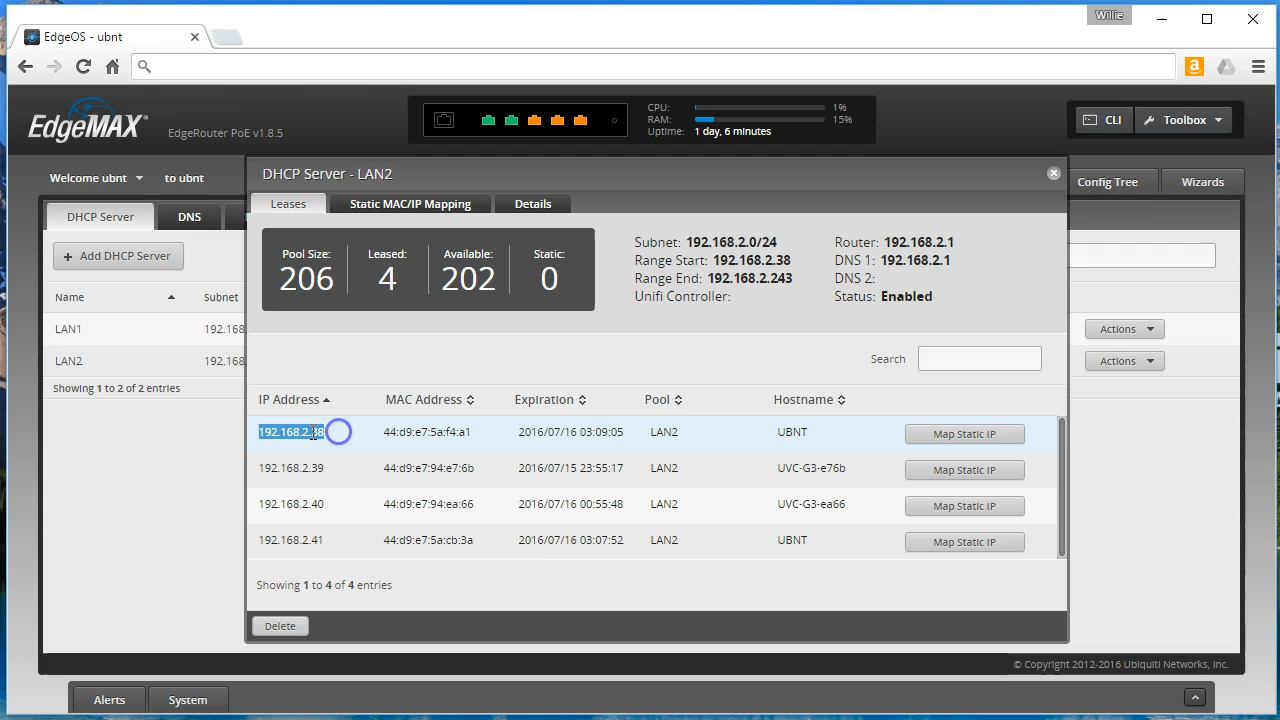 Willie
EdgeOS - ubnt
EdgeMAX
EdgeRouter PoE v1.8.5
CPU: 1%
RAM: 15%
Uptime: 1 day, 6 minutes
CLI
Toolbox
Welcome ubnt to ubnt
Config Tree
Wizards
DHCP Server
DNS
+ Add DHCP Server
Name
Subnet
LAN1 192.168
LAN2 192.168
Showing 1 to 2 of 2 entries
Actions
Actions
DHCP Server - LAN2
Leases
Static MAC/IP Mapping
Details
Pool Size: Leased: Available: Static:
206 4 202 0
Subnet: 192.168.2.0/24
Range Start: 192.168.2.38
Range End: 192.168.2.243
Unifi Controller:
Router: 192.168.2.1
DNS 1: 192.168.2.1
DNS 2:
Status: Enabled
Search
IP Address MAC Address Expiration Pool Hostname
192.168.2.38 44:d9:e7:5a:f4:a1 2016/07/16 03:09:05 LAN2 UBNT Map Static IP
192.168.2.39 44:d9:e7:94:e7:6b 2016/07/15 23:55:17 LAN2 UVC-G3-e76b Map Static IP
192.168.2.40 44:d9:e7:94:ea:66 2016/07/16 00:55:48 LAN2 UVC-G3-ea66 Map Static IP
192.168.2.41 44:d9:e7:5a:cb:3a 2016/07/16 03:07:52 LAN2 UBNT Map Static IP
Showing 1 to 4 of 4 entries
Delete
© Copyright 2012-2016 Ubiquiti Networks, Inc.
Alerts
System